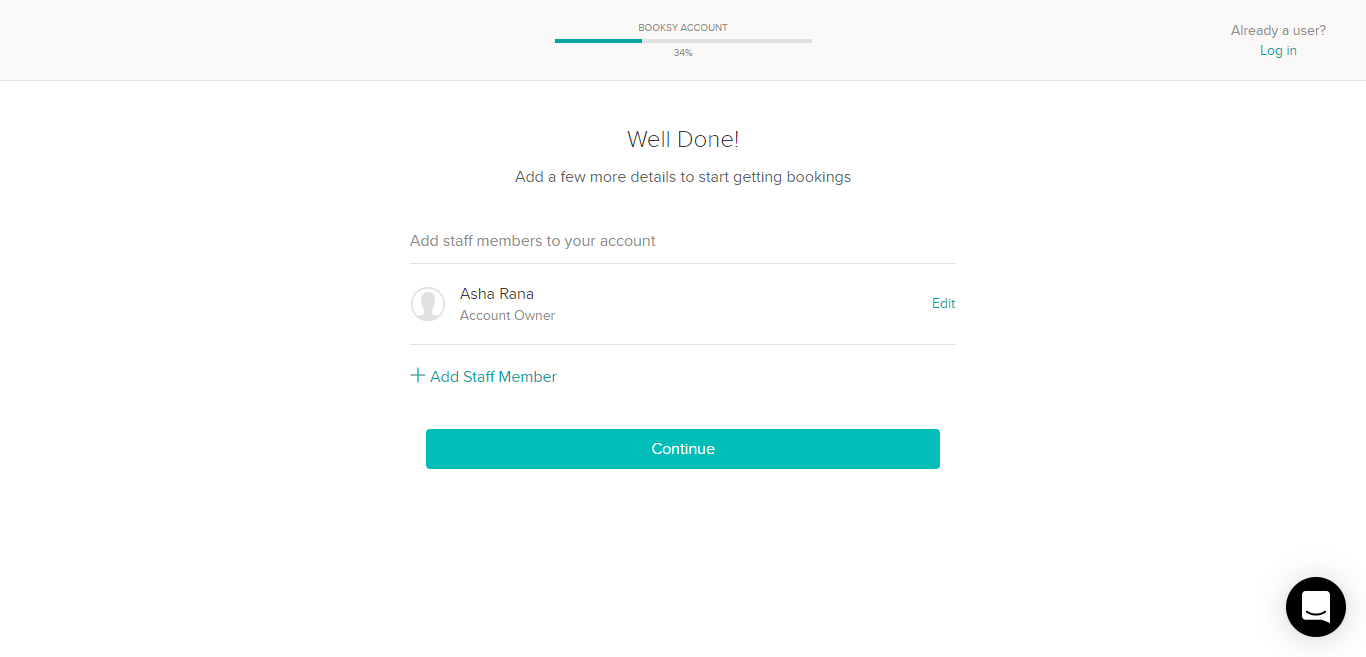 BOOKSY ACCOUNT
34%
Already a user?
Log in
Well Done!
Add a few more details to start getting bookings
Add staff members to your account
Asha Rana
Account Owner
Edit
Add Staff Member
Continue